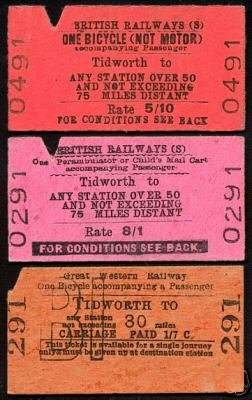 BRITISH RAILWAYS (S)
ONE BICYCLE (NOT MOTOR)
accompanying Passenger
Tidworth to
ANY STATION OVER 50
AND NOT EXCEEDING
75 MILES DISTANT
Rate 5/10
FOR CONDITIONS SEE BACK
0491
0491
BRITISH RAILWAYS (S)
One Perambulator or Child's Mail Cart
accompanying Passenger
Tidworth to
ANY STATION OVER 50
AND NOT EXCEEDING
75 MILES DISTANT
Rate 8/1
FOR CONDITIONS SEE BACK.
0291
0291
Great Western Railway
One Bicycle accompanying a Passenger
TIDWORTH TO
any Station
not exceeding 30 miles
CARRIAGE PAID 1/7 C.
This ticket is available for a single journey
only & must be given up at destination station
291
291